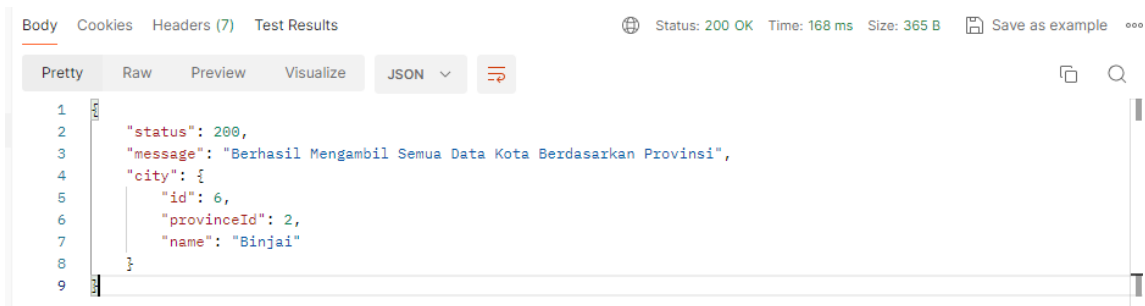 Body Cookies Headers (7) Test Results Status: 200 OK Time: 168 ms Size: 365 B Save as example
Pretty Raw Preview Visualize JSON
1 {
2 "status": 200,
3 "message": "Berhasil Mengambil Semua Data Kota Berdasarkan Provinsi",
4 "city": {
5 "id": 6,
6 "provinceId": 2,
7 "name": "Binjai"
8 }
9 }